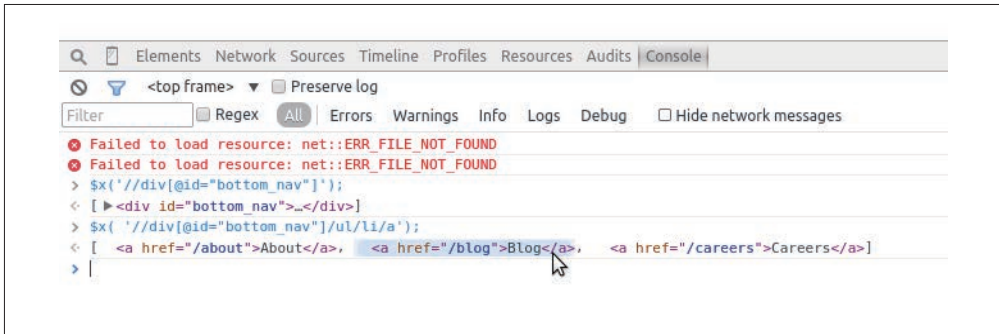 Elements Network Sources Timeline Profiles Resources Audits Console
<top frame> ▼ Preserve log
Filter Regex All Errors Warnings Info Logs Debug Hide network messages
Failed to load resource: net::ERR_FILE_NOT_FOUND
Failed to load resource: net::ERR_FILE_NOT_FOUND
> $x('//div[@id="bottom_nav"]');
< [ ▶<div id="bottom_nav">…</div>]
> $x( '//div[@id="bottom_nav"]/ul/li/a');
< [ <a href="/about">About</a>, <a href="/blog">Blog</a>, <a href="/careers">Careers</a>]
>